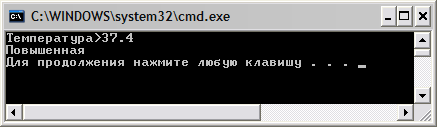 C:\WINDOWS\system32\cmd.exe
Температура>37.4
Повышенная
Для продолжения нажмите любую клавишу . . . _